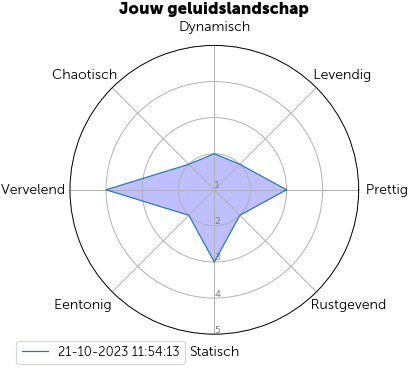 Jouw geluidslandschap
Dynamisch
Chaotisch
Levendig
Vervelend
1
Prettig
2
3
4
Eentonig
Rustgevend
5
21-10-2023 11:54:13
Statisch